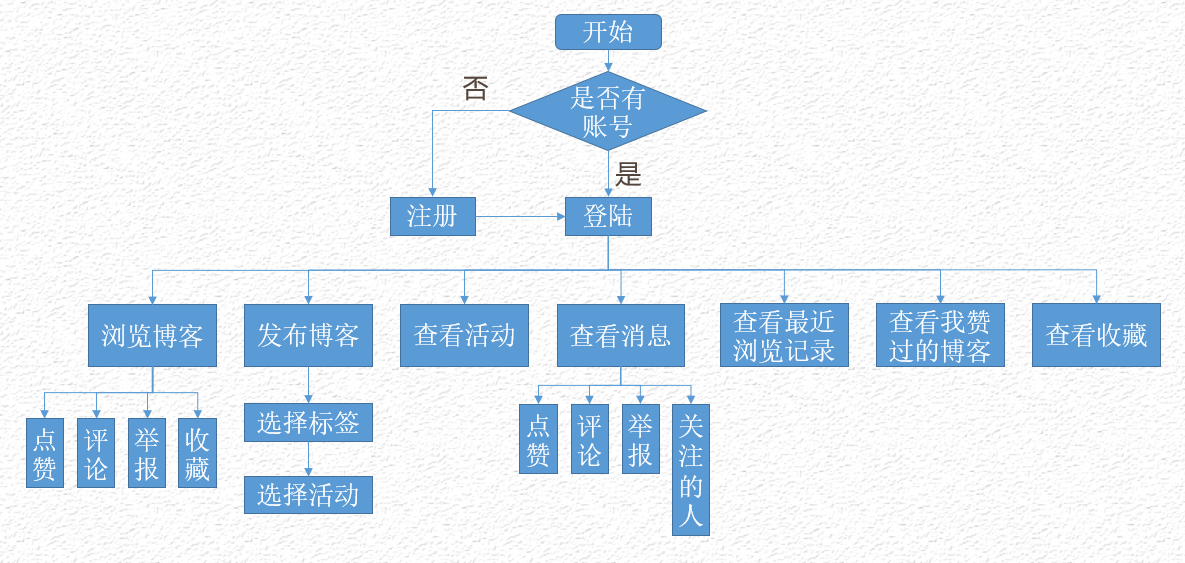 开始
否
是否有
账号
是
注册
登陆
浏览博客
发布博客
查看活动
查看消息
查看最近
浏览记录
查看我赞
过的博客
查看收藏
点
赞
评
论
举
报
收
藏
选择标签
选择活动
点
赞
评
论
举
报
关
注
的
人